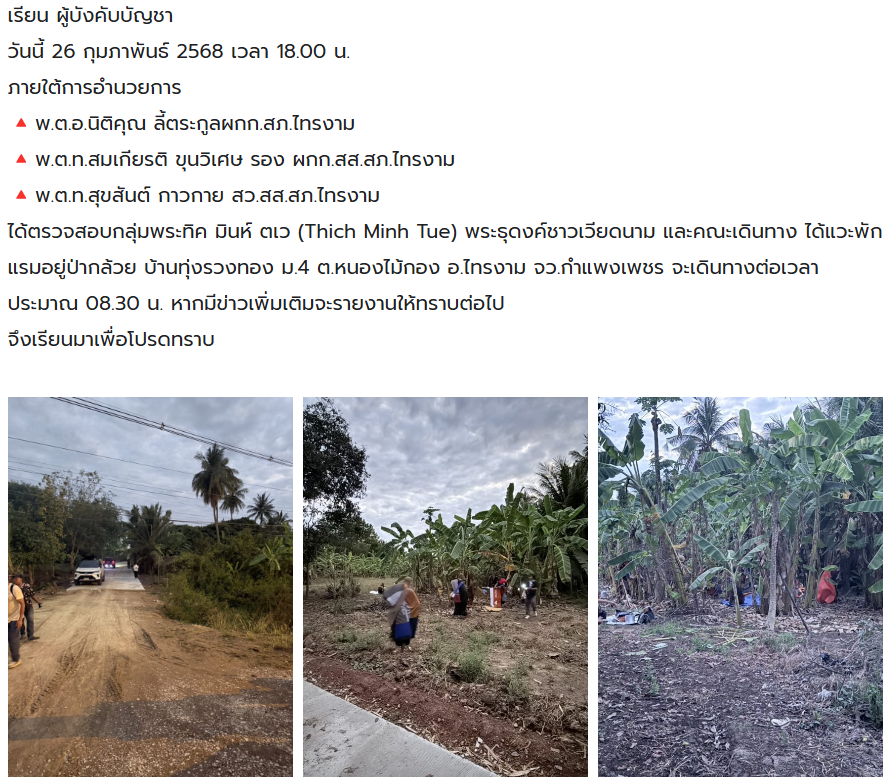 เรียน ผู้บังคับบัญชา
วันนี้ 26 กุมภาพันธ์ 2568 เวลา 18.00 น.
ภายใต้การอำนวยการ
🔺พ.ต.อ.นิติคุณ ลี้ตระกูลผกก.สภ.ไทรงาม
🔺พ.ต.ท.สมเกียรติ ขุนวิเศษ รอง ผกก.สส.สภ.ไทรงาม
🔺พ.ต.ท.สุขสันต์ กาวกาย สว.สส.สภ.ไทรงาม
ได้ตรวจสอบกลุ่มพระทิค มินห์ ตเว (Thich Minh Tue) พระธุดงค์ชาวเวียดนาม และคณะเดินทาง ได้แวะพัก
แรมอยู่ป่ากล้วย บ้านทุ่งรวงทอง ม.4 ต.หนองไม้กอง อ.ไทรงาม จว.กำแพงเพชร จะเดินทางต่อเวลา
ประมาณ 08.30 น. หากมีข่าวเพิ่มเติมจะรายงานให้ทราบต่อไป
จึงเรียนมาเพื่อโปรดทราบ